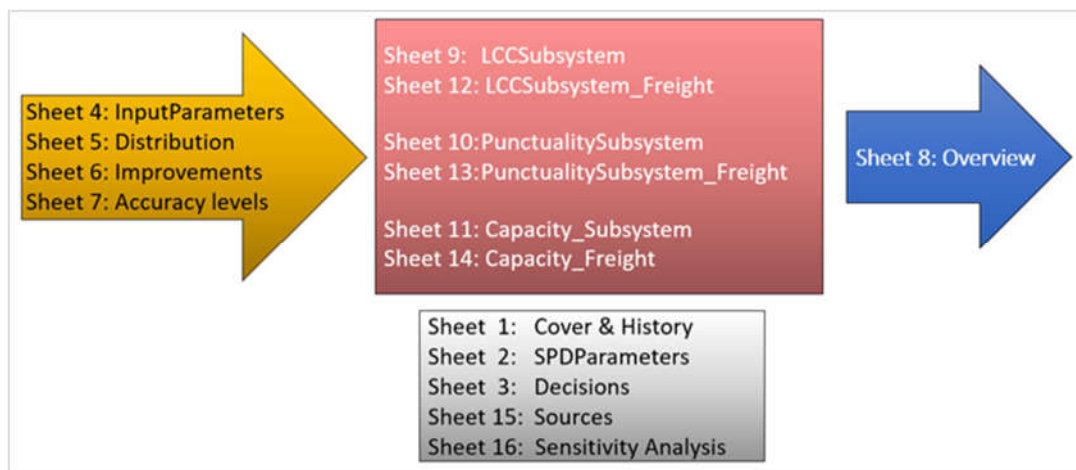 Sheet 4: InputParameters
Sheet 5: Distribution
Sheet 6: Improvements
Sheet 7: Accuracy levels
Sheet 9: LCCSubsystem
Sheet 12: LCCSubsystem_Freight
Sheet 10:PunctualitySubsystem
Sheet 13:PunctualitySubsystem_Freight
Sheet 11: Capacity_Subsystem
Sheet 14: Capacity_Freight
Sheet 8: Overview
Sheet 1: Cover & History
Sheet 2: SPDParameters
Sheet 3: Decisions
Sheet 15: Sources
Sheet 16: Sensitivity Analysis